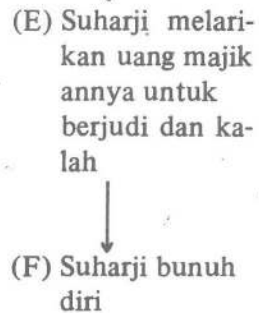 (E) Suharji melari-
kan uang majik
annya untuk
berjudi dan ka-
lah
(F) Suharji bunuh
diri